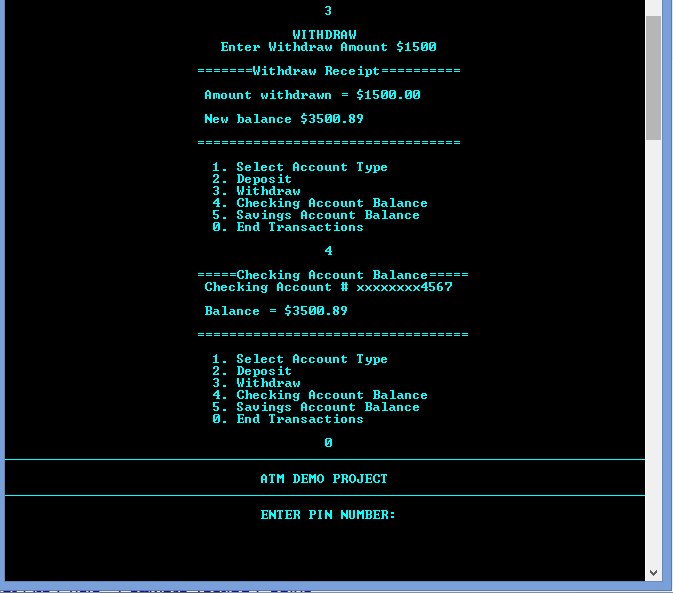 3
WITHDRAW
Enter Withdraw Amount $1500
=======Withdraw Receipt==========
Amount withdrawn = $1500.00
New balance $3500.89
=================================
1. Select Account Type
2. Deposit
3. Withdraw
4. Checking Account Balance
5. Savings Account Balance
0. End Transactions
4
=====Checking Account Balance=====
Checking Account # xxxxxxxx4567
Balance = $3500.89
==================================
1. Select Account Type
2. Deposit
3. Withdraw
4. Checking Account Balance
5. Savings Account Balance
0. End Transactions
0
ATM DEMO PROJECT
ENTER PIN NUMBER: